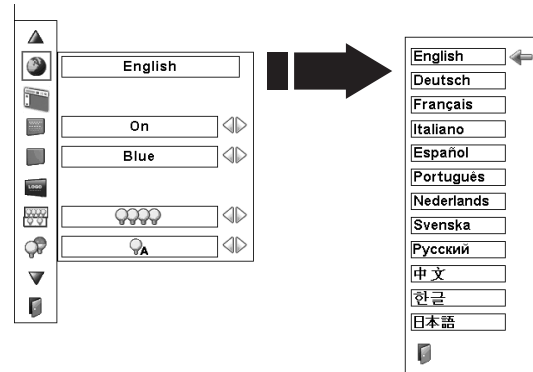 English
On
Blue
LOGO
A
English
Deutsch
Français
Italiano
Español
Português
Nederlands
Svenska
Русский
中文
한글
日本語